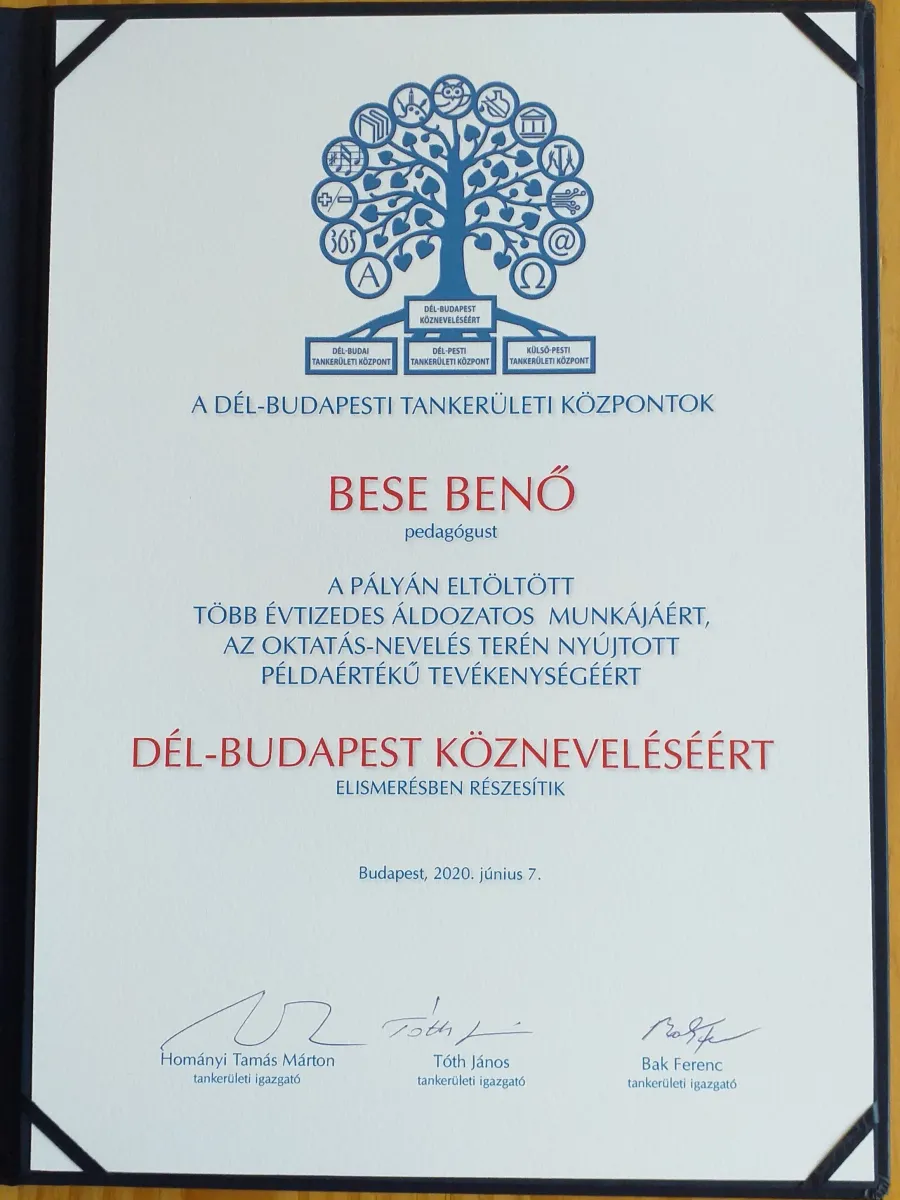 365
+/-
@
A
Ω
DÉL-BUDAPEST
KÖZNEVELÉSÉÉRT
DÉL-BUDAI
TANKERÜLETI KÖZPONT
DÉL-PESTI
TANKERÜLETI KÖZPONT
KÜLSŐ-PESTI
TANKERÜLETI KÖZPONT
A DÉL-BUDAPESTI TANKERÜLETI KÖZPONTOK
BESE BENŐ
pedagógust
A PÁLYÁN ELTÖLTÖTT
TÖBB ÉVTIZEDES ÁLDOZATOS MUNKÁJÁÉRT,
AZ OKTATÁS-NEVELÉS TERÉN NYÚJTOTT
PÉLDAÉRTÉKŰ TEVÉKENYSÉGÉÉRT
DÉL-BUDAPEST KÖZNEVELÉSÉÉRT
ELISMERÉSBEN RÉSZESÍTIK
Budapest, 2020. június 7.
Tóth
Hományi Tamás Márton
tankerületi igazgató
Tóth János
tankerületi igazgató
Bak Ferenc
tankerületi igazgató